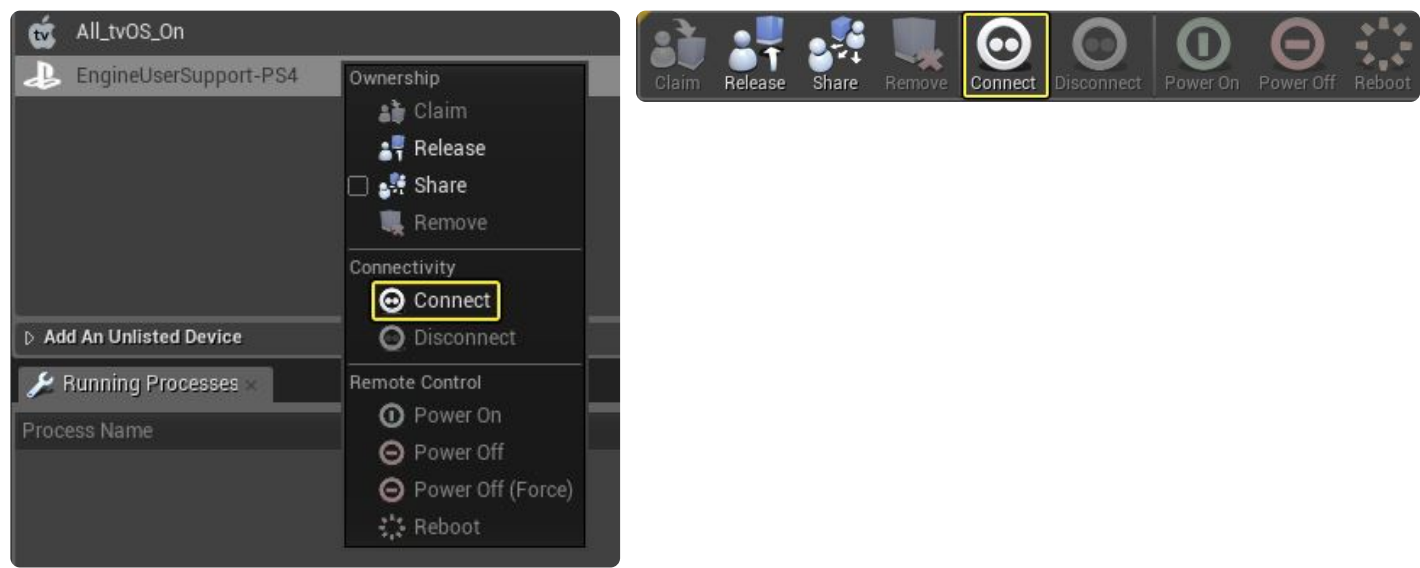 tv
All_tvOS_On
EngineUserSupport-PS4
Ownership
Claim
Release
Share
Remove
Connectivity
Connect
Disconnect
Remote Control
Power On
Power Off
Power Off (Force)
Reboot
Add An Unlisted Device
Running Processes ×
Process Name
Claim Release Share Remove Connect Disconnect Power On Power Off Reboot